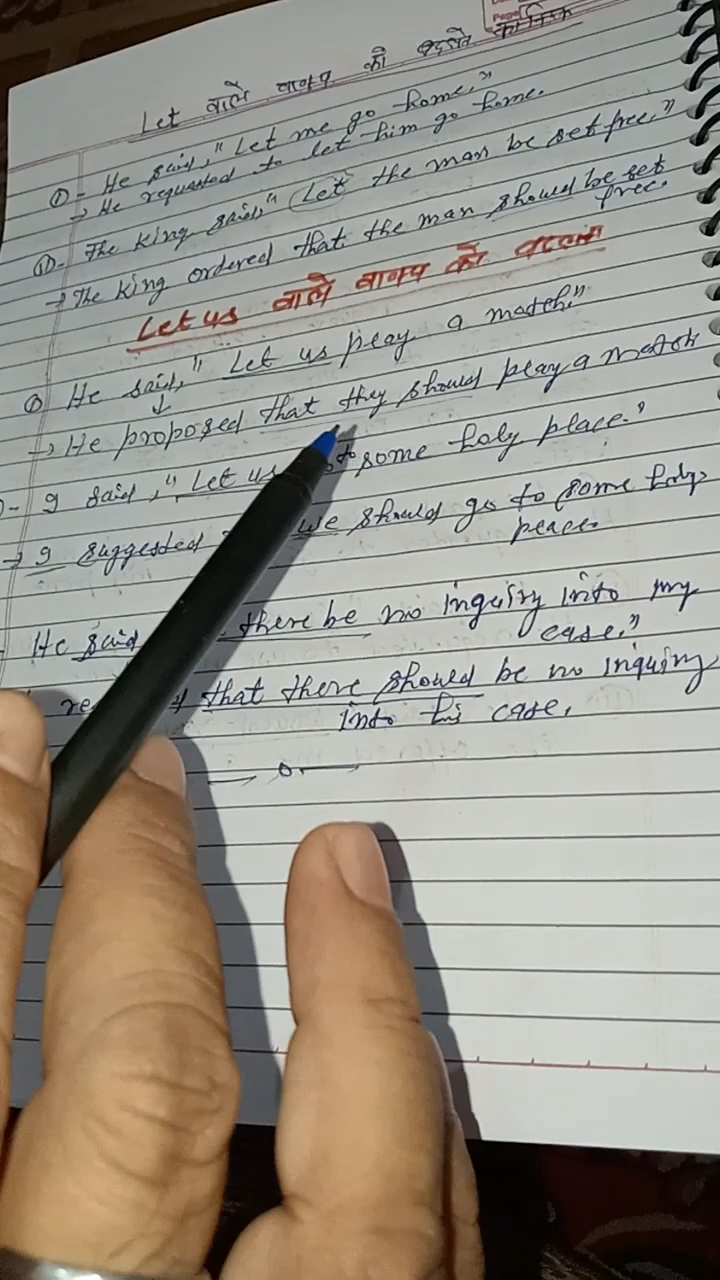 Page
Let वाले वाक्य को बदलने का
①- He said," Let me go home."
→ He requested to let him go home.
②- The King said," Let the man be set free."
→ The King ordered that the man should be set
free.
Let us वाले वाक्य को बदलना
① He said," Let us play a match."
→ He proposed that they should play a match
- I said," Let us to some holy place."
→ I suggested we should go to some holy
place.
- He said there be no inquiry into my
case."
that there should be no inquiry
into his case.